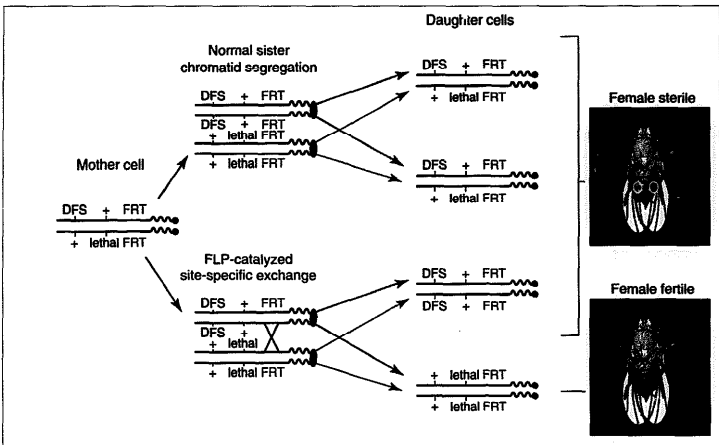 Daughter cells
Normal sister
chromatid segregation
DFS + FRT
+ lethal FRT
DFS + FRT
DFS + FRT
+ lethal FRT
+ lethal FRT
Female sterile
Mother cell
DFS + FRT
+ lethal FRT
DFS + FRT
+ lethal FRT
FLP-catalyzed
site-specific exchange
DFS + FRT
DFS +
+ lethal
+ lethal FRT
DFS + FRT
DFS + FRT
Female fertile
+ lethal FRT
+ lethal FRT